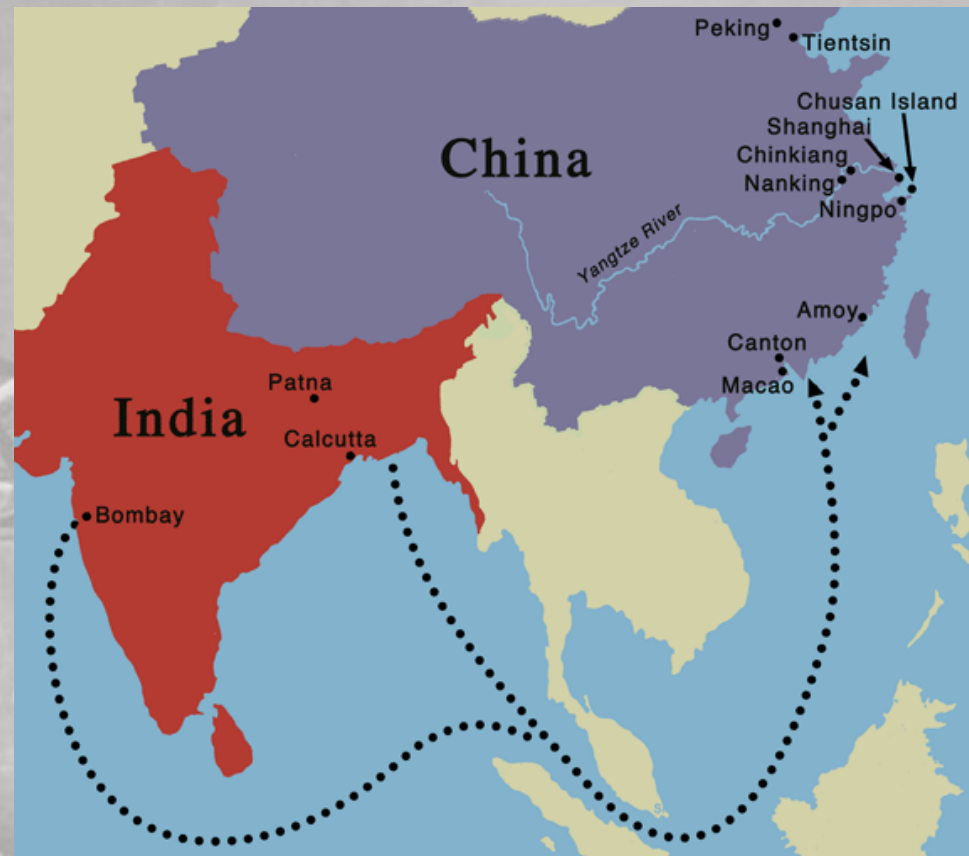 Peking
Tientsin
Chusan Island
Shanghai
China
Chinkiang
Nanking
Ningpo
Yangtze River
Amoy
Canton
Macao
Patna
India
Calcutta
Bombay